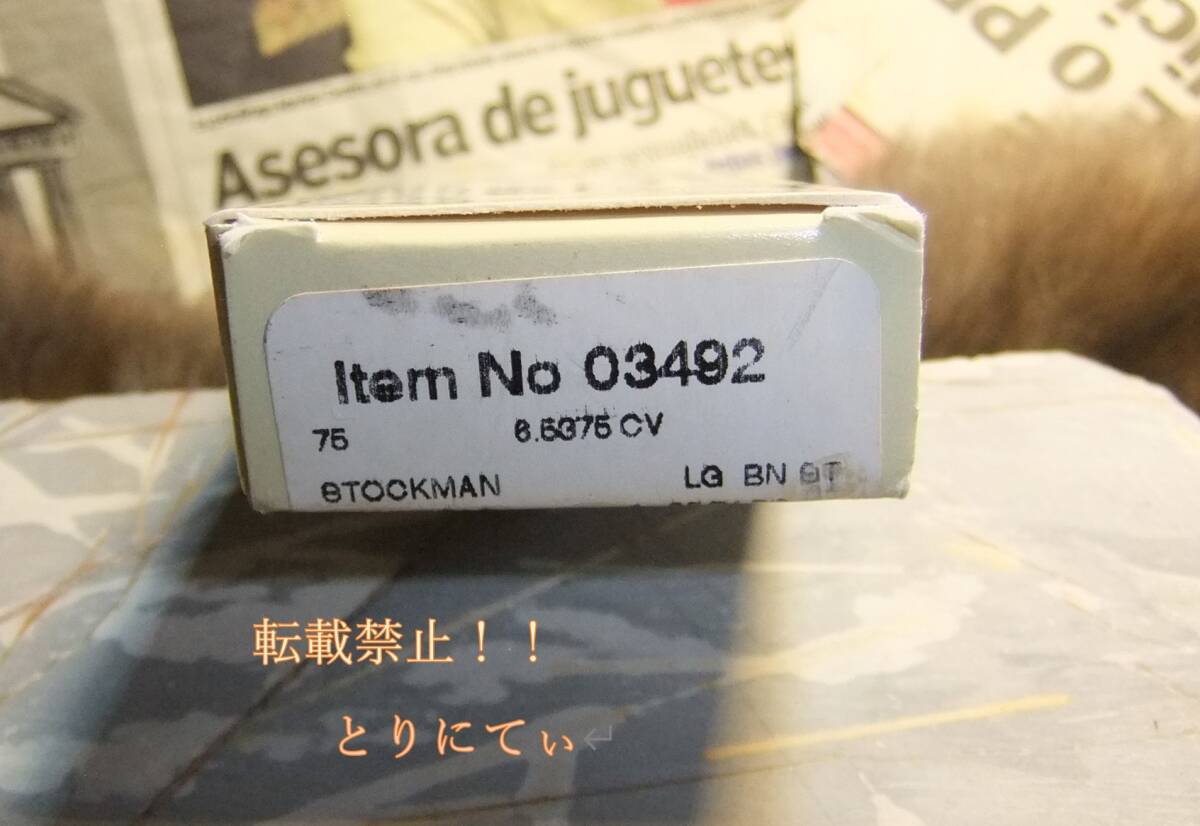 Asesora de juguete
Item No 03492
75
6.5375 CV
STOCKMAN
LG BN ST
転載禁止！！
とりにてぃ